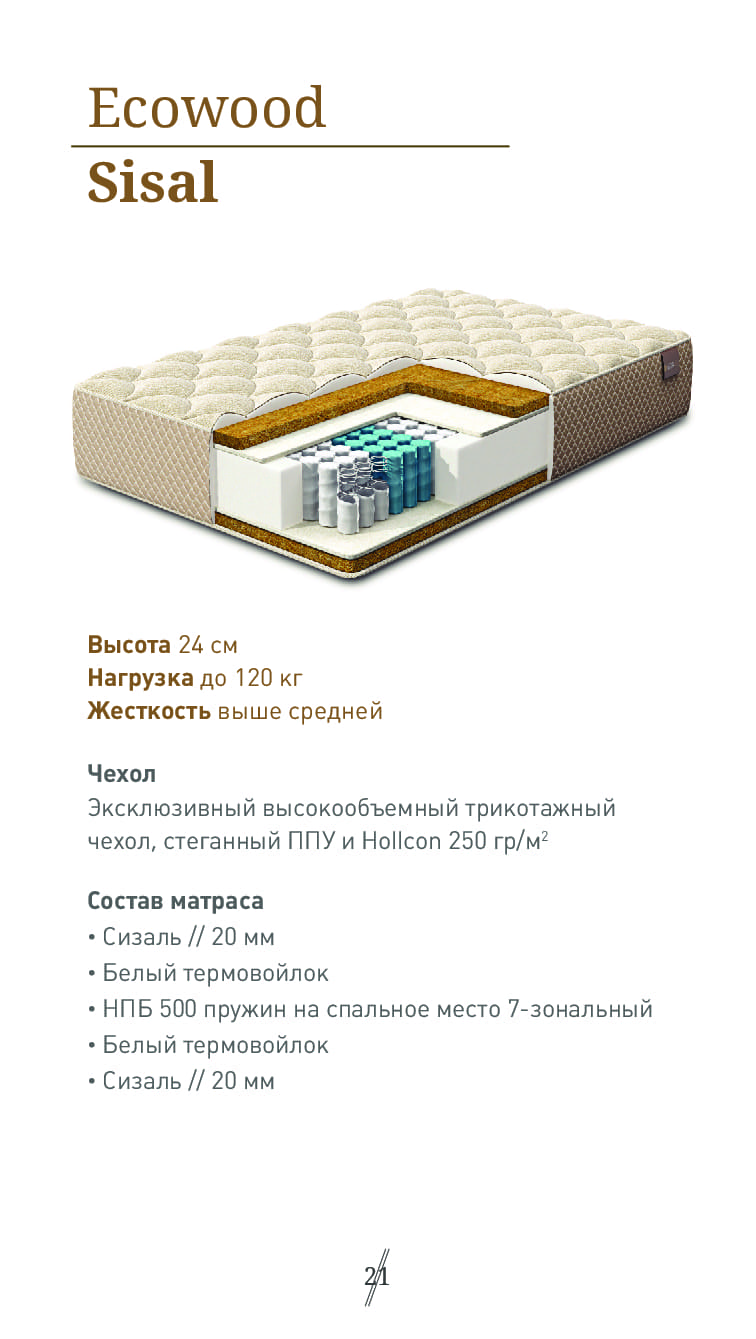 Ecowood
Sisal
Высота 24 см
Нагрузка до 120 кг
Жесткость выше средней
Чехол
Эксклюзивный высокообъемный трикотажный
чехол, стеганный ППУ и Hollcon 250 гр/м²
Состав матраса
• Сизаль // 20 мм
• Белый термовойлок
• НПБ 500 пружин на спальное место 7-зональный
• Белый термовойлок
• Сизаль // 20 мм
21